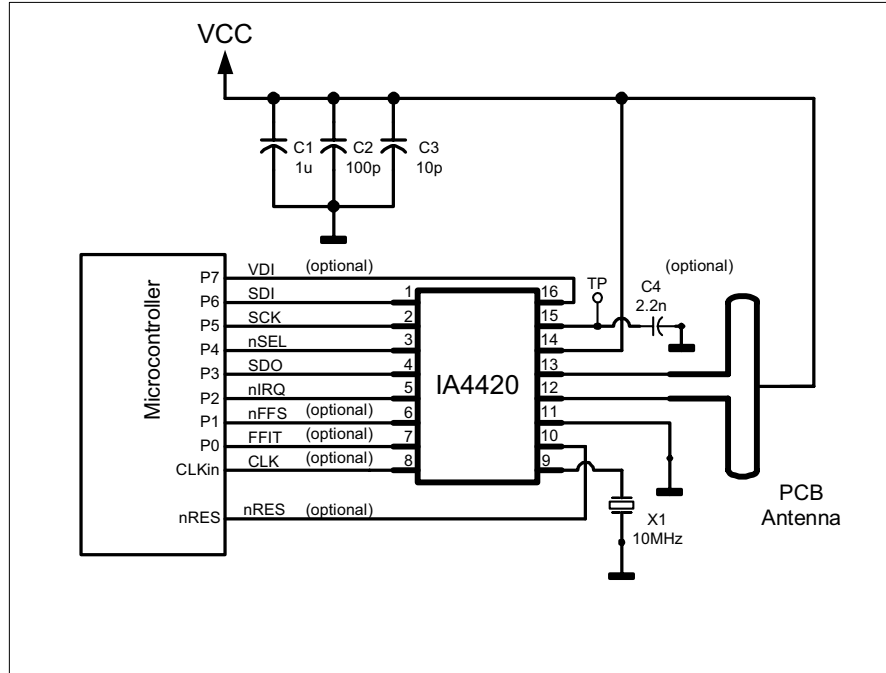 VCC
C1
1u
C2
100p
C3
10p
Microcontroller
P7 VDI (optional)
P6 SDI 1
P5 SCK 2
P4 nSEL 3
P3 SDO 4
P2 nIRQ 5
P1 nFFS (optional) 6
P0 FFIT (optional) 7
CLKin CLK (optional) 8
nRES nRES (optional)
IA4420
16
15
14
13
12
11
10
9
TP
(optional)
C4
2.2n
X1
10MHz
PCB
Antenna